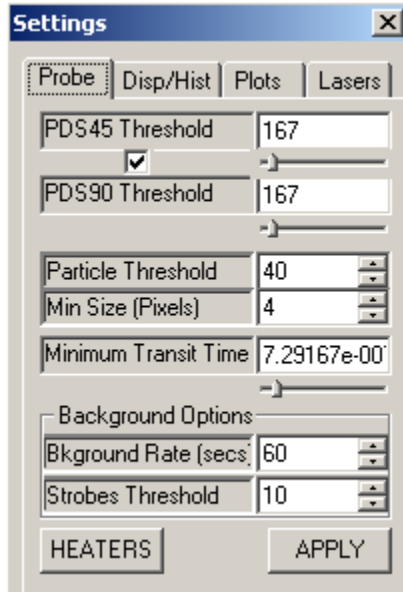 Settings
Probe Disp/Hist Plots Lasers
PDS45 Threshold 167
PDS90 Threshold 167
Particle Threshold 40
Min Size (Pixels) 4
Minimum Transit Time 7.29167e-00
Background Options
Bkground Rate (secs) 60
Strobes Threshold 10
HEATERS APPLY